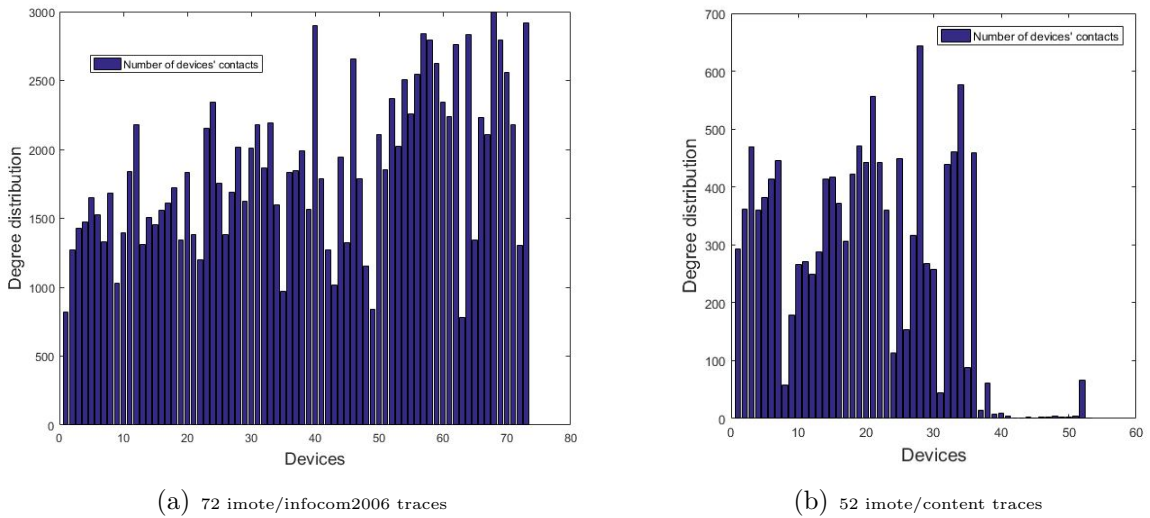 3000
2500
2000
1500
1000
500
0
Degree distribution
Number of devices' contacts
0 10 20 30 40 50 60 70 80
Devices
(a) 72 imote/infocom2006 traces
700
600
500
400
300
200
100
0
Degree distribution
Number of devices' contacts
0 10 20 30 40 50 60
Devices
(b) 52 imote/content traces